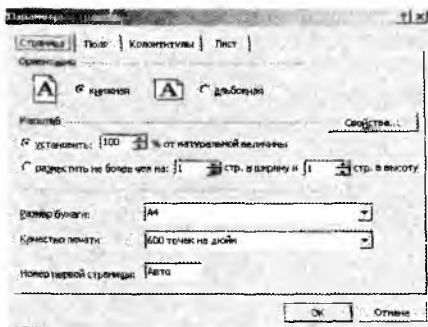 Страница Поля Колонтитулы Лист
Ориентация
A книжная A альбомная
Масштаб
Свойства...
установить: 100 % от натуральной величины
разместить не более чем на: 1 стр. в ширину и 1 стр. в высоту
Размер бумаги: A4
Качество печати: 600 точек на дюйм
Номер первой страницы: Авто
OK Отмена